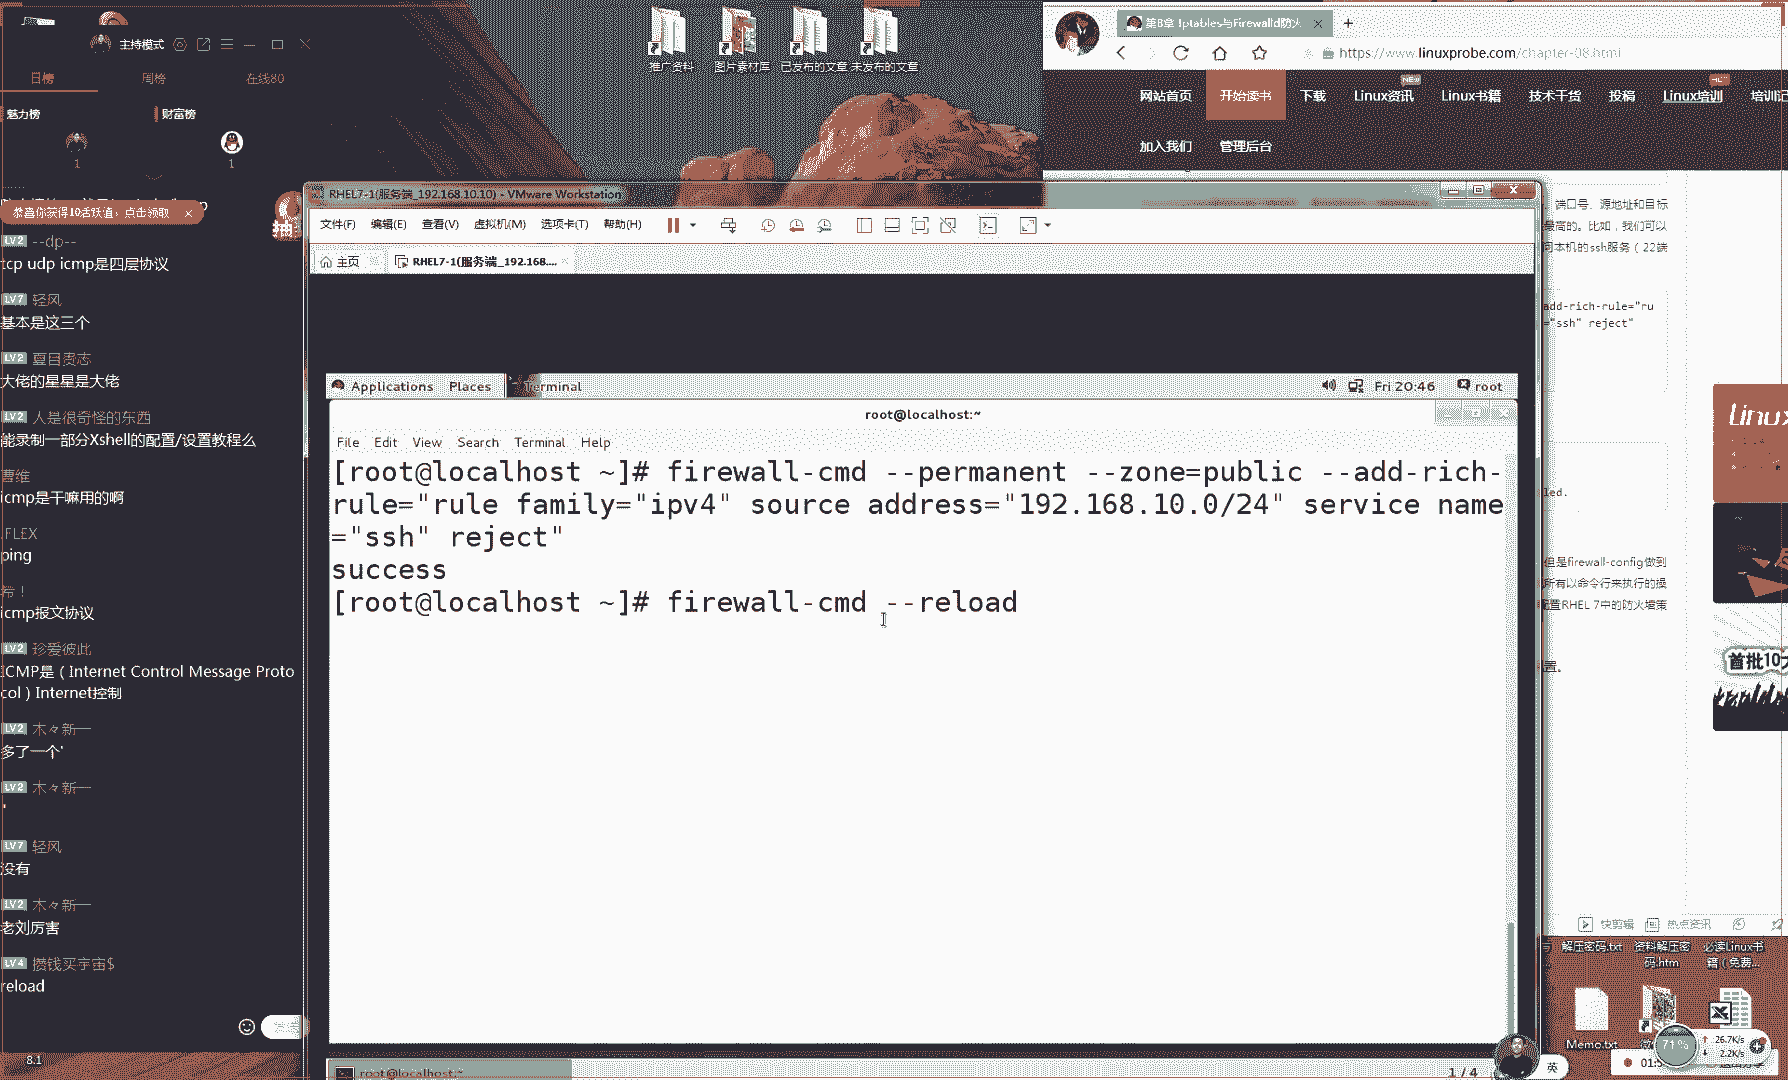 主持模式
日榜
周榜
在线80
魅力榜
财富榜
1
1
恭喜你获得10活跃值，点击领取
抽
LV2 --dp--
tcp udp icmp是四层协议
LV7 轻风
基本是这三个
LV2 夏目贵志
大佬的星星是大佬
LV2 人是很奇怪的东西
能录制一部分Xshell的配置/设置教程么
曹维
icmp是干嘛用的啊
.FLEX
ping
希！
icmp报文协议
LV2 珍爱彼此
ICMP是（Internet Control Message Proto
col）Internet控制
LV2 木々新一
多了一个'
LV2 木々新一
'
LV7 轻风
没有
LV2 木々新一
老刘厉害
LV4 攒钱买宇宙$
reload
8.1
推广资料
图片素材库
已发布的文章
未发布的文章
第8章 Iptables与Firewalld防火
https://www.linuxprobe.com/chapter-08.html
网站首页
开始读书
下载
Linux资讯
NEW
Linux书籍
技术干货
投稿
Linux培训
培训记
加入我们
管理后台
RHEL7-1(服务端_192.168.10.10) - VMware Workstation
文件(F)
编辑(E)
查看(V)
虚拟机(M)
选项卡(T)
帮助(H)
主页
RHEL7-1(服务端_192.168....
Applications
Places
Terminal
Fri 20:46
root
root@localhost:~
File
Edit
View
Search
Terminal
Help
[root@localhost ~]# firewall-cmd --permanent --zone=public --add-rich-
rule="rule family="ipv4" source address="192.168.10.0/24" service name
="ssh" reject"
success
[root@localhost ~]# firewall-cmd --reload
root@localhost:~
1 / 4
端口号、源地址和目标
最高的。比如，我们可以
问本机的ssh服务（22端
add-rich-rule="ru
="ssh" reject"
led.
但是firewall-config做到
所有以命令行来执行的操
配置RHEL 7中的防火墙策
置。
Linux
首批10
快剪辑
热点资讯
解压密码.txt
资料解压密
码.htm
必读Linux书
籍（免费...
Memo.txt
71%
26.7K/s
2.2K/s
英